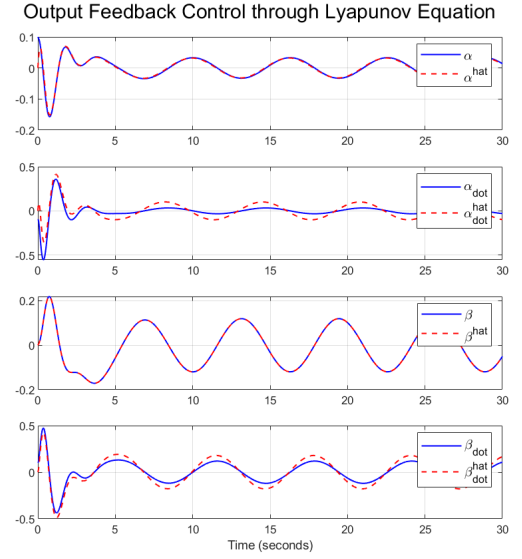 Output Feedback Control through Lyapunov Equation
0.1
0
-0.1
-0.2
α
α^hat
0 5 10 15 20 25 30
0.5
0
-0.5
α_dot
α^hat_dot
0 5 10 15 20 25 30
0.2
0
-0.2
β
β^hat
0 5 10 15 20 25 30
0.5
0
-0.5
β_dot
β^hat_dot
0 5 10 15 20 25 30
Time (seconds)